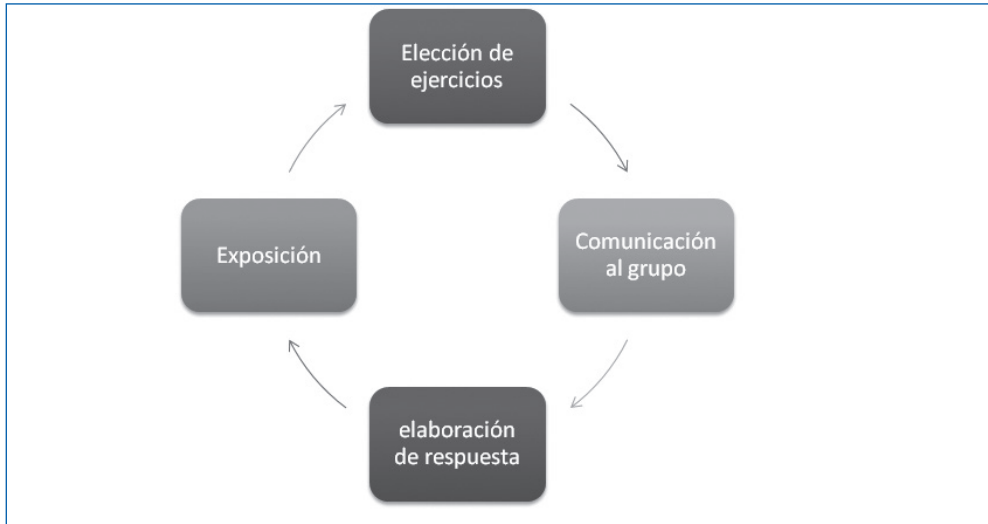 Elección de
ejercicios
Comunicación
al grupo
elaboración
de respuesta
Exposición